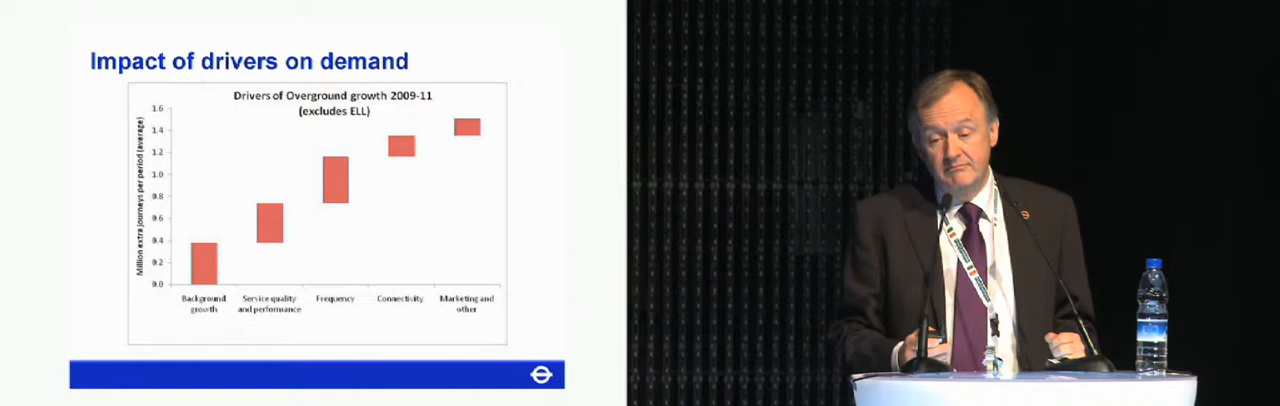 Impact of drivers on demand
Drivers of Overground growth 2009-11
(excludes ELL)
Million extra journeys per period (average)
1.6
1.4
1.2
1.0
0.8
0.6
0.4
0.2
0.0
Background growth
Service quality and performance
Frequency
Connectivity
Marketing and other